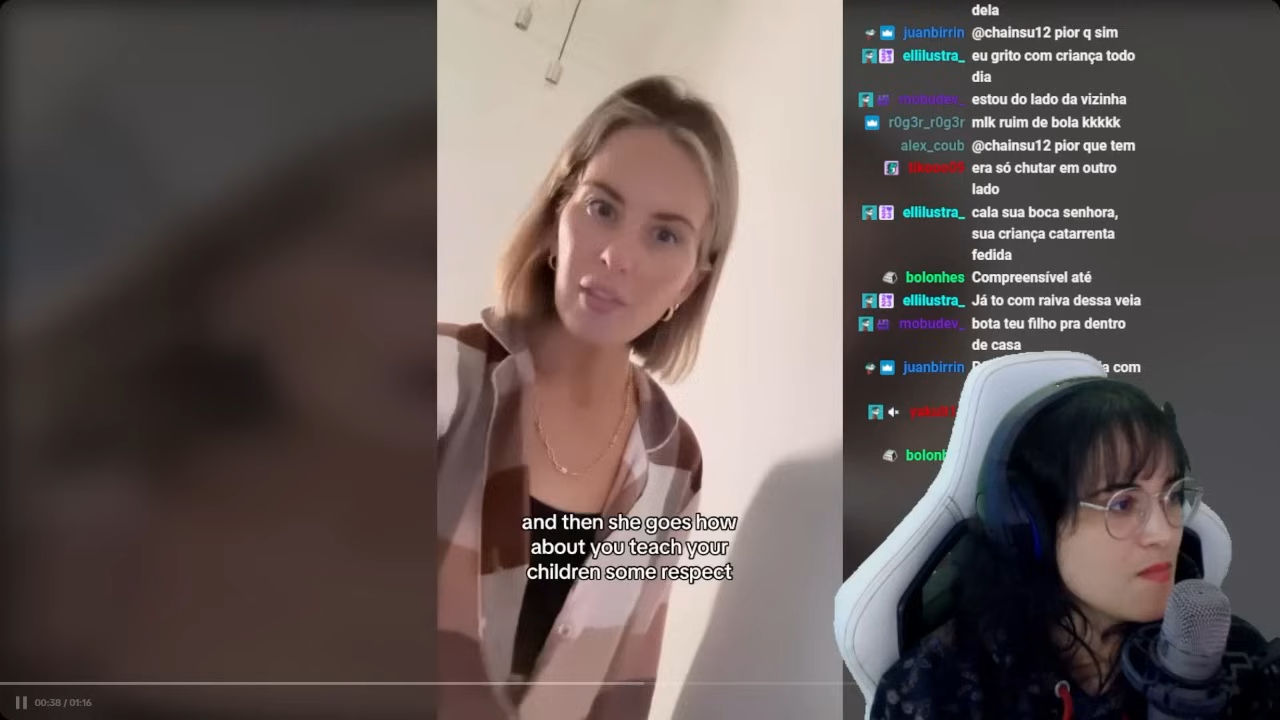 dela
juanbirrin @chainsu12 pior q sim
ellilustra_ eu grito com criança todo
dia
mobudev_ estou do lado da vizinha
r0g3r_r0g3r mlk ruim de bola kkkkk
alex_coub @chainsu12 pior que tem
era só chutar em outro
lado
ellilustra_ cala sua boca senhora,
sua criança catarrenta
fedida
bolonhes Compreensível até
ellilustra_ Já to com raiva dessa veia
mobudev_ bota teu filho pra dentro
de casa
juanbirrin com
and then she goes how
about you teach your
children some respect
00:38 / 01:16